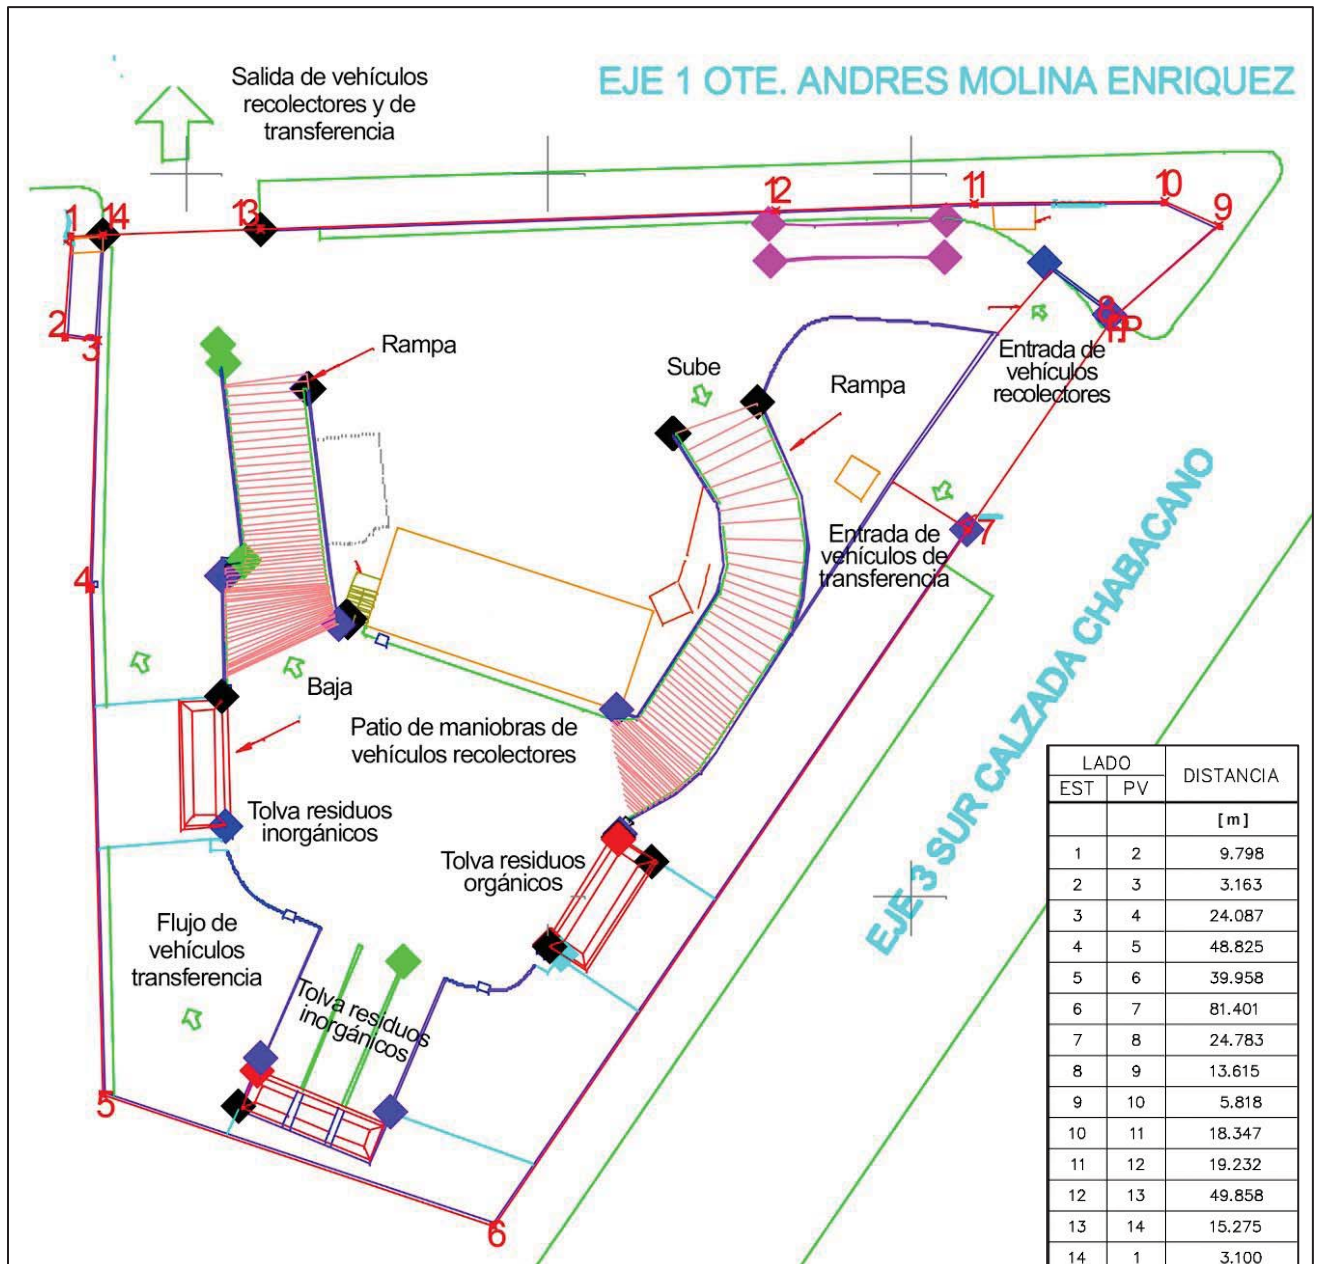 Salida de vehículos
recolectores y de
transferencia
EJE 1 OTE. ANDRES MOLINA ENRIQUEZ
1
14
13
12
11
10
9
2
3
8
Rampa
Sube
Rampa
Entrada de
vehículos
recolectores
7
Entrada de
vehículos de
transferencia
4
Baja
Patio de maniobras de
vehículos recolectores
EJE 3 SUR CALZADA CHABACANO
Tolva residuos
inorgánicos
Tolva residuos
orgánicos
Flujo de
vehículos
transferencia
Tolva residuos
inorgánicos
5
6
LADO DISTANCIA
EST PV
[m]
1 2 9.798
2 3 3.163
3 4 24.087
4 5 48.825
5 6 39.958
6 7 81.401
7 8 24.783
8 9 13.615
9 10 5.818
10 11 18.347
11 12 19.232
12 13 49.858
13 14 15.275
14 1 3.100